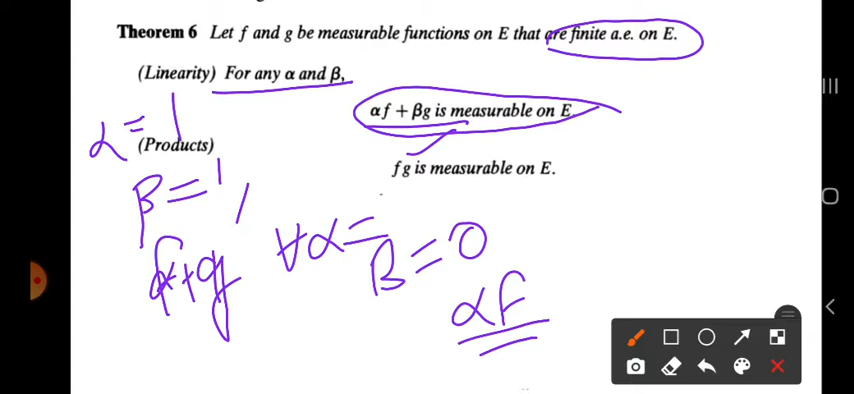 Theorem 6 Let f and g be measurable functions on E that are finite a.e. on E.
(Linearity) For any α and β,
αf + βg is measurable on E.
α = 1
(Products)
fg is measurable on E.
β = 1,
f+g
∀α =
β = 0
αf